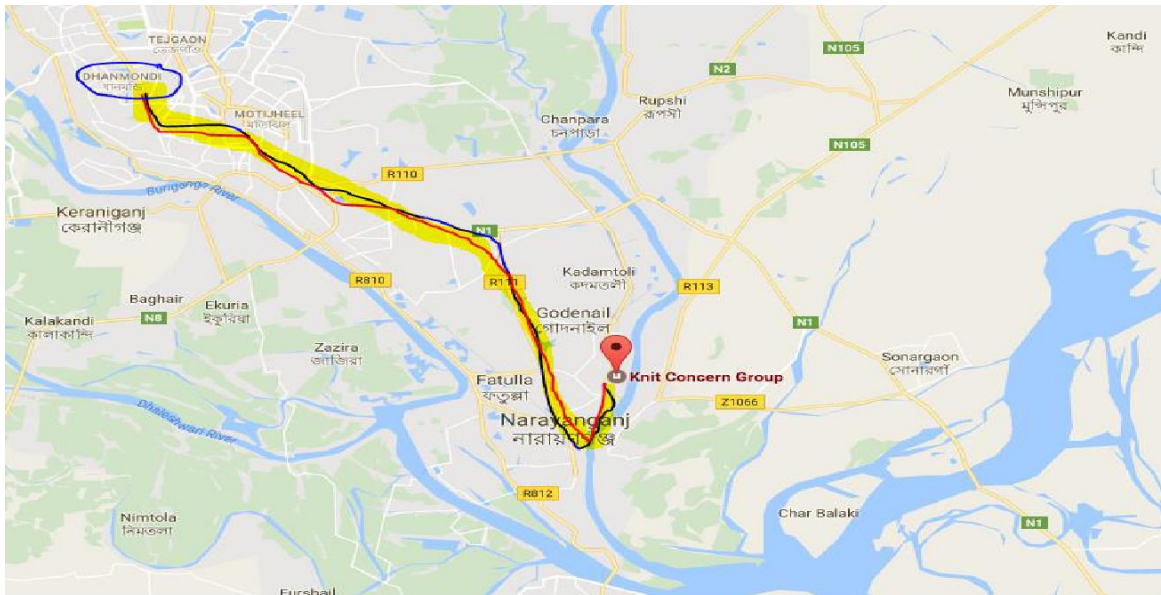 TEJGAON
তেজগাঁও
DHANMONDI
ধানমন্ডি
MOTIJHEEL
মতিঝিল
N105
Kandi
কান্দি
N2
Rupshi
রূপসী
Munshipur
মুন্সিপুর
Chanpara
চনপাড়া
N105
R110
Buriganga River
Keraniganj
কেরানীগঞ্জ
N1
R810
R111
Kadamtoli
কদমতলী
R113
Baghair
Ekuria
ইকুরিয়া
Godenail
গোদনাইল
N1
Kalakandi
কালাকান্দি
N8
Zazira
জাজিরা
Sonargaon
সোনারগাঁ
Knit Concern Group
Fatulla
ফতুল্লা
Z1066
Dhaleshwari River
Narayanganj
নারায়ণগঞ্জ
R812
Nimtola
নিমতলা
Char Balaki
N1